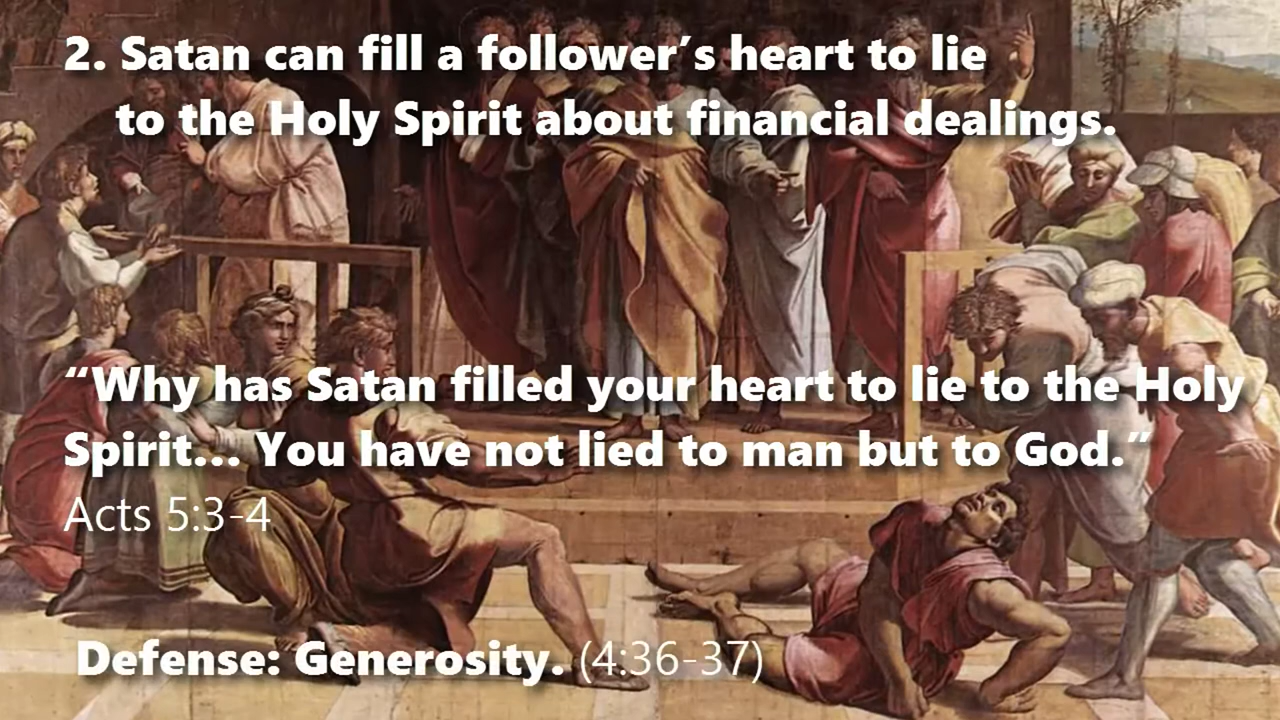 2. Satan can fill a follower’s heart to lie
to the Holy Spirit about financial dealings.
“Why has Satan filled your heart to lie to the Holy
Spirit... You have not lied to man but to God.”
Acts 5:3-4
Defense: Generosity. (4:36-37)